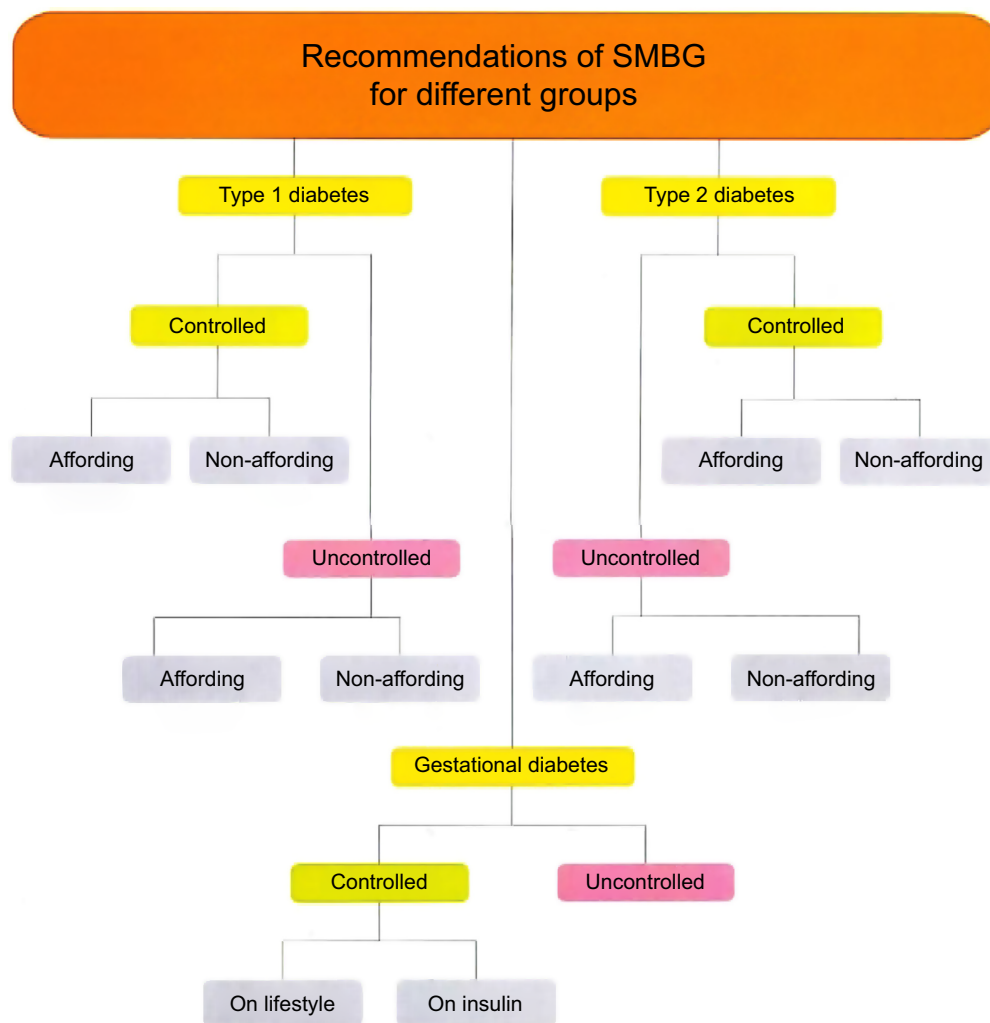 Recommendations of SMBG
for different groups
Type 1 diabetes
Type 2 diabetes
Controlled
Controlled
Affording
Non-affording
Affording
Non-affording
Uncontrolled
Uncontrolled
Affording
Non-affording
Affording
Non-affording
Gestational diabetes
Controlled
Uncontrolled
On lifestyle
On insulin